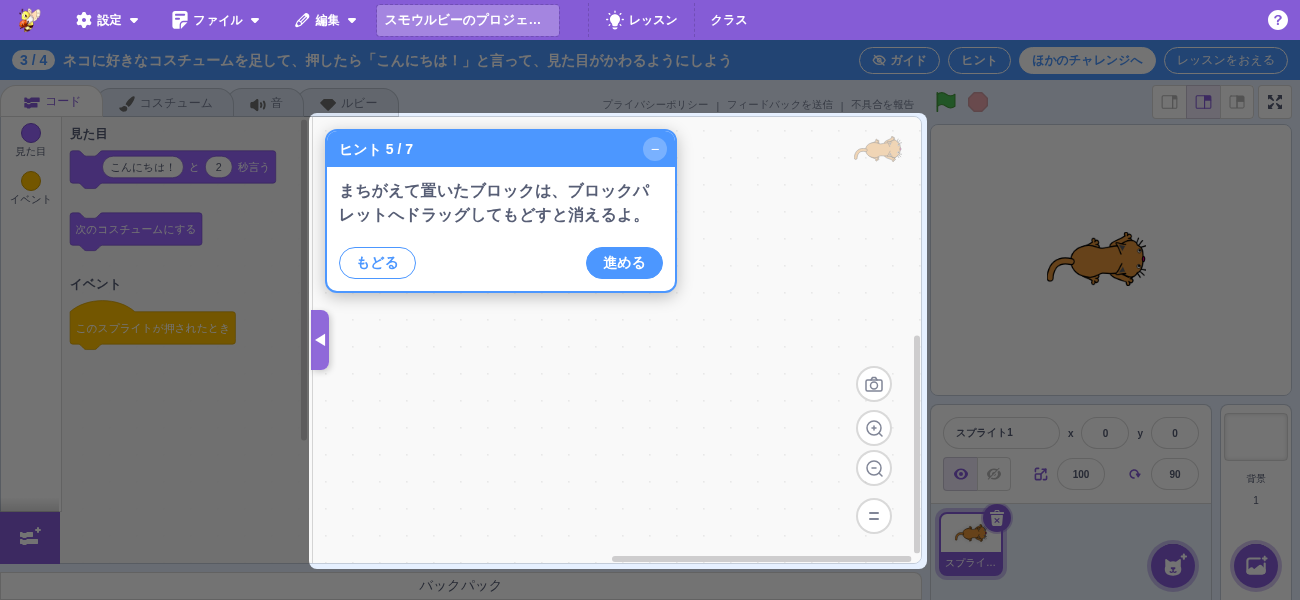 設定
ファイル
編集
スモウルビーのプロジェ…
レッスン
クラス
?
3 / 4
ネコに好きなコスチュームを足して、押したら「こんにちは！」と言って、見た目がかわるようにしよう
ガイド
ヒント
ほかのチャレンジへ
レッスンをおえる
コード
コスチューム
音
ルビー
プライバシーポリシー | フィードバックを送信 | 不具合を報告
見た目
イベント
見た目
こんにちは！ と 2 秒言う
次のコスチュームにする
イベント
このスプライトが押されたとき
ヒント 5 / 7
まちがえて置いたブロックは、ブロックパ
レットへドラッグしてもどすと消えるよ。
もどる
進める
スプライト1
x 0
y 0
100
90
スプライ…
背景
1
バックパック